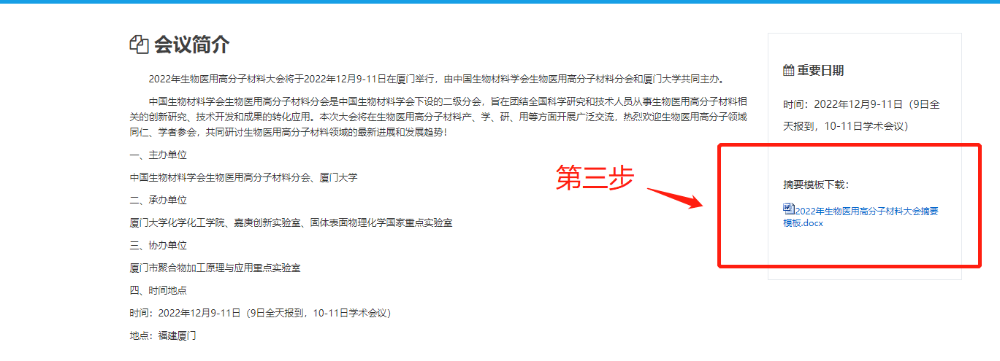 会议简介
2022年生物医用高分子材料大会将于2022年12月9-11日在厦门举行，由中国生物材料学会生物医用高分子材料分会和厦门大学共同主办。
中国生物材料学会生物医用高分子材料分会是中国生物材料学会下设的二级分会，旨在团结全国科学研究和技术人员从事生物医用高分子材料相
关的创新研究、技术开发和成果的转化应用。本次大会将在生物医用高分子材料产、学、研、用等方面开展广泛交流，热烈欢迎生物医用高分子领域
同仁、学者参会，共同研讨生物医用高分子材料领域的最新进展和发展趋势！
一、主办单位
中国生物材料学会生物医用高分子材料分会、厦门大学
二、承办单位
厦门大学化学化工学院、嘉庚创新实验室、固体表面物理化学国家重点实验室
三、协办单位
厦门市聚合物加工原理与应用重点实验室
四、时间地点
时间：2022年12月9-11日（9日全天报到，10-11日学术会议）
地点：福建厦门
重要日期
时间：2022年12月9-11日（9日全
天报到，10-11日学术会议）
第三步
摘要模板下载：
2022年生物医用高分子材料大会摘要
模板.docx